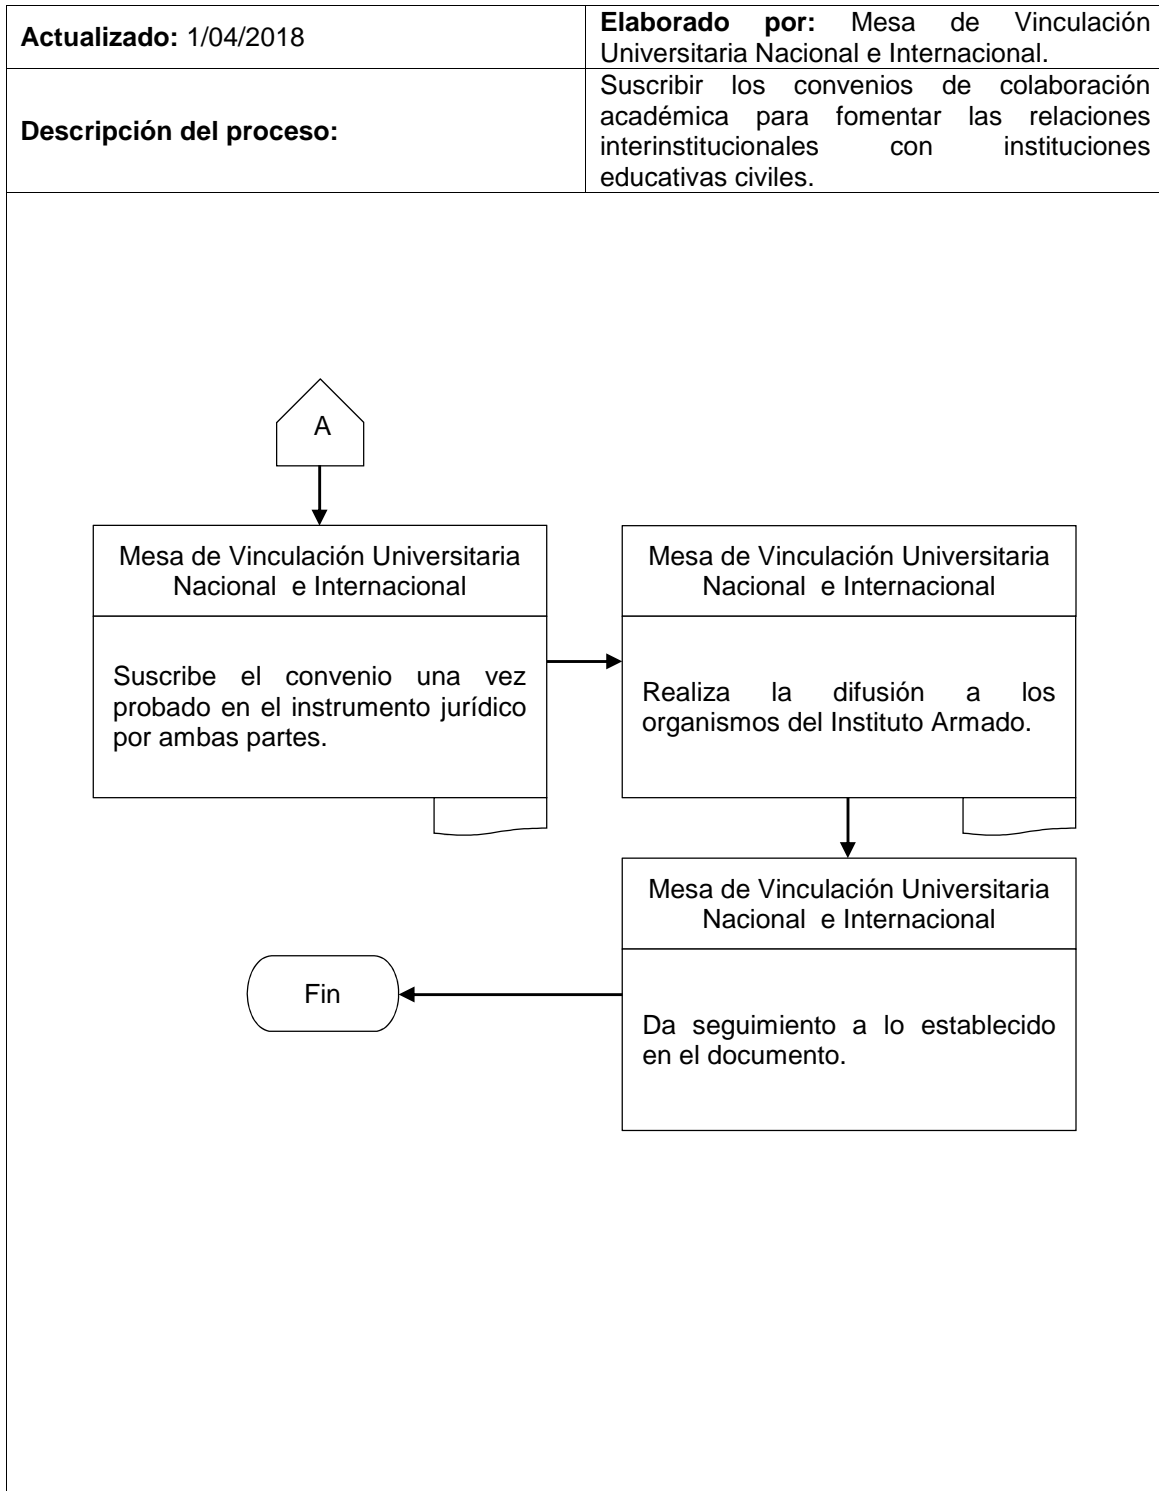 Actualizado: 1/04/2018
Elaborado por: Mesa de Vinculación
Universitaria Nacional e Internacional.
Descripción del proceso:
Suscribir los convenios de colaboración
académica para fomentar las relaciones
interinstitucionales con instituciones
educativas civiles.
A
Mesa de Vinculación Universitaria
Nacional e Internacional
Suscribe el convenio una vez
probado en el instrumento jurídico
por ambas partes.
Mesa de Vinculación Universitaria
Nacional e Internacional
Realiza la difusión a los
organismos del Instituto Armado.
Mesa de Vinculación Universitaria
Nacional e Internacional
Da seguimiento a lo establecido
en el documento.
Fin